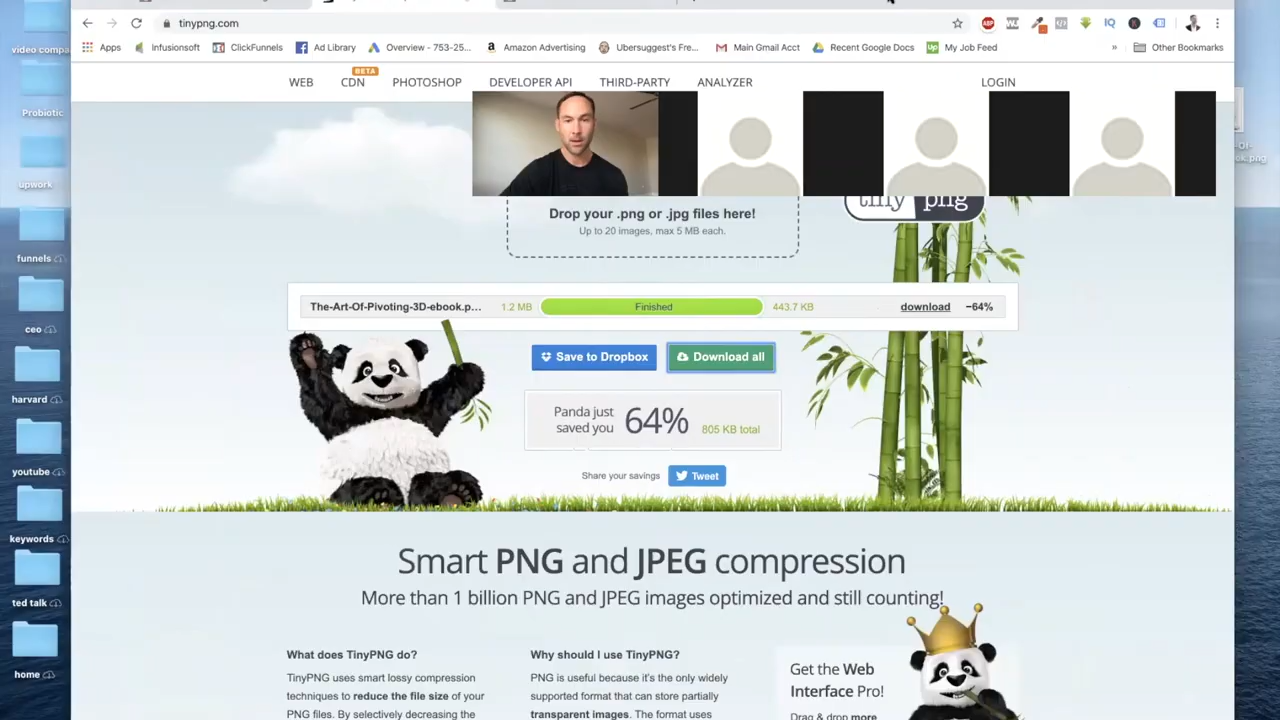 video compa
Probiotic
upwork
funnels
ceo
harvard
youtube
keywords
ted talk
home
tinypng.com
ABP
IQ
Apps
Infusionsoft
ClickFunnels
Ad Library
Overview - 753-25...
Amazon Advertising
Ubersuggest's Fre...
Main Gmail Acct
Recent Google Docs
Up
My Job Feed
»
Other Bookmarks
WEB
CDN
BETA
PHOTOSHOP
DEVELOPER API
THIRD-PARTY
ANALYZER
LOGIN
tiny png
Drop your .png or .jpg files here!
Up to 20 images, max 5 MB each.
The-Art-Of-Pivoting-3D-ebook.p... 1.2 MB Finished 443.7 KB download −64%
Save to Dropbox
Download all
Panda just
saved you
64%
805 KB total
Share your savings
Tweet
Smart PNG and JPEG compression
More than 1 billion PNG and JPEG images optimized and still counting!
What does TinyPNG do?
TinyPNG uses smart lossy compression
techniques to reduce the file size of your
PNG files. By selectively decreasing the
Why should I use TinyPNG?
PNG is useful because it's the only widely
supported format that can store partially
transparent images. The format uses
Get the Web
Interface Pro!
Drag & drop more